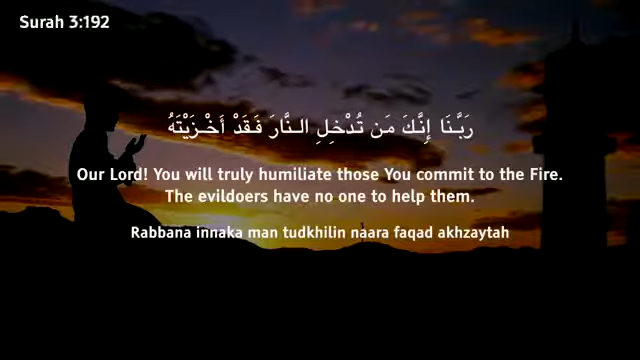 Surah 3:192
رَبَّنَا إِنَّكَ مَن تُدْخِلِ النَّارَ فَقَدْ أَخْزَيْتَهُ
Our Lord! You will truly humiliate those You commit to the Fire.
The evildoers have no one to help them.
Rabbana innaka man tudkhilin naara faqad akhzaytah